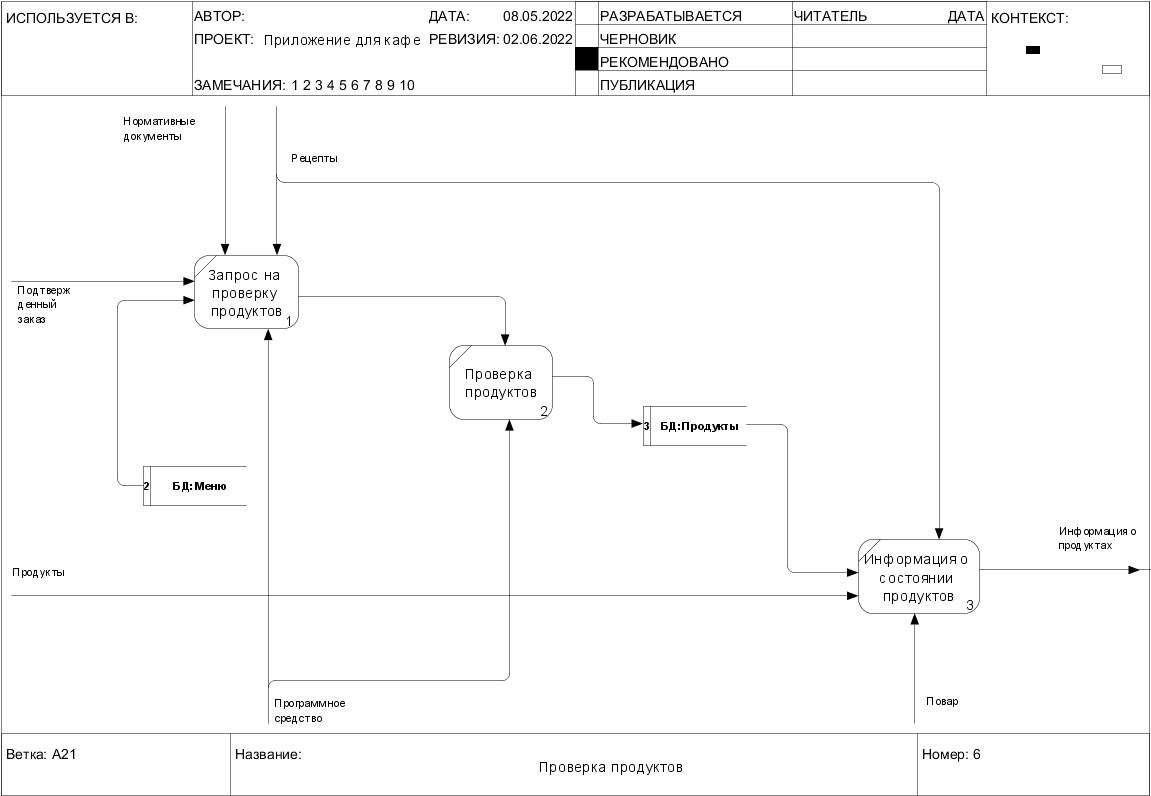 ИСПОЛЬЗУЕТСЯ В:
АВТОР:
ДАТА: 08.05.2022
РАЗРАБАТЫВАЕТСЯ
ЧИТАТЕЛЬ
ДАТА
КОНТЕКСТ:
ПРОЕКТ: Приложение для кафе
РЕВИЗИЯ: 02.06.2022
ЧЕРНОВИК
РЕКОМЕНДОВАНО
ЗАМЕЧАНИЯ: 1 2 3 4 5 6 7 8 9 10
ПУБЛИКАЦИЯ
Нормативные
документы
Рецепты
Запрос на
проверку
продуктов
1
Подтверж
денный
заказ
Проверка
продуктов
2
3 БД:Продукты
2 БД:Меню
Информация о
продуктах
Информация о
состоянии
продуктов
3
Продукты
Программное
средство
Повар
Ветка: A21
Название:
Проверка продуктов
Номер: 6